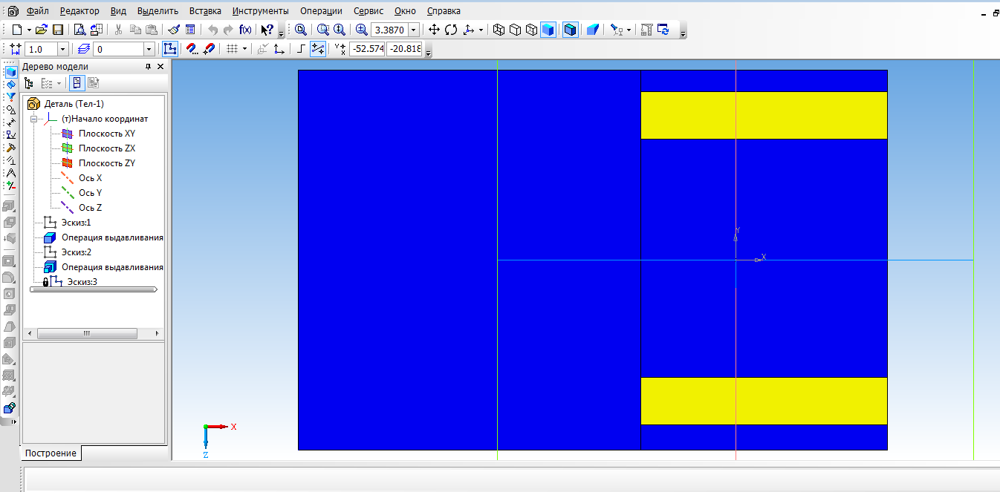 Файл Редактор Вид Выделить Вставка Инструменты Операции Сервис Окно Справка
f(x) 3.3870
1.0 0 -52.574 -20.818
Дерево модели
Деталь (Тел-1)
(т)Начало координат
Плоскость XY
Плоскость ZX
Плоскость ZY
Ось X
Ось Y
Ось Z
Эскиз:1
Операция выдавливания
Эскиз:2
Операция выдавливания
Эскиз:3
Построение
Y
X
X
Z